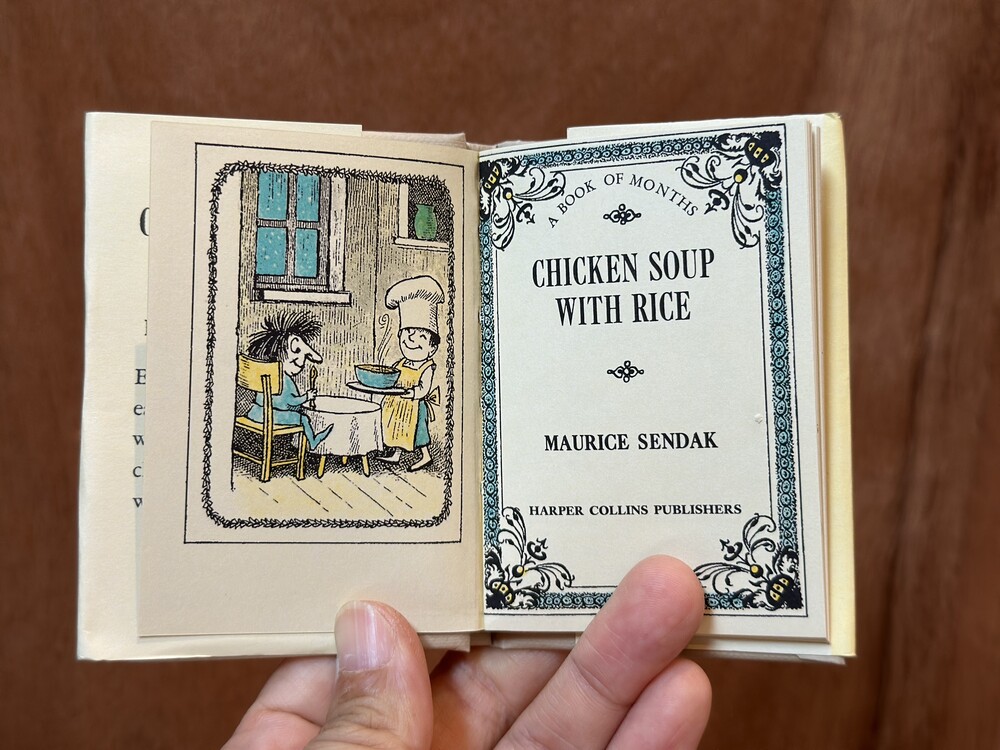 A BOOK OF MONTHS
CHICKEN SOUP
WITH RICE
MAURICE SENDAK
HARPER COLLINS PUBLISHERS